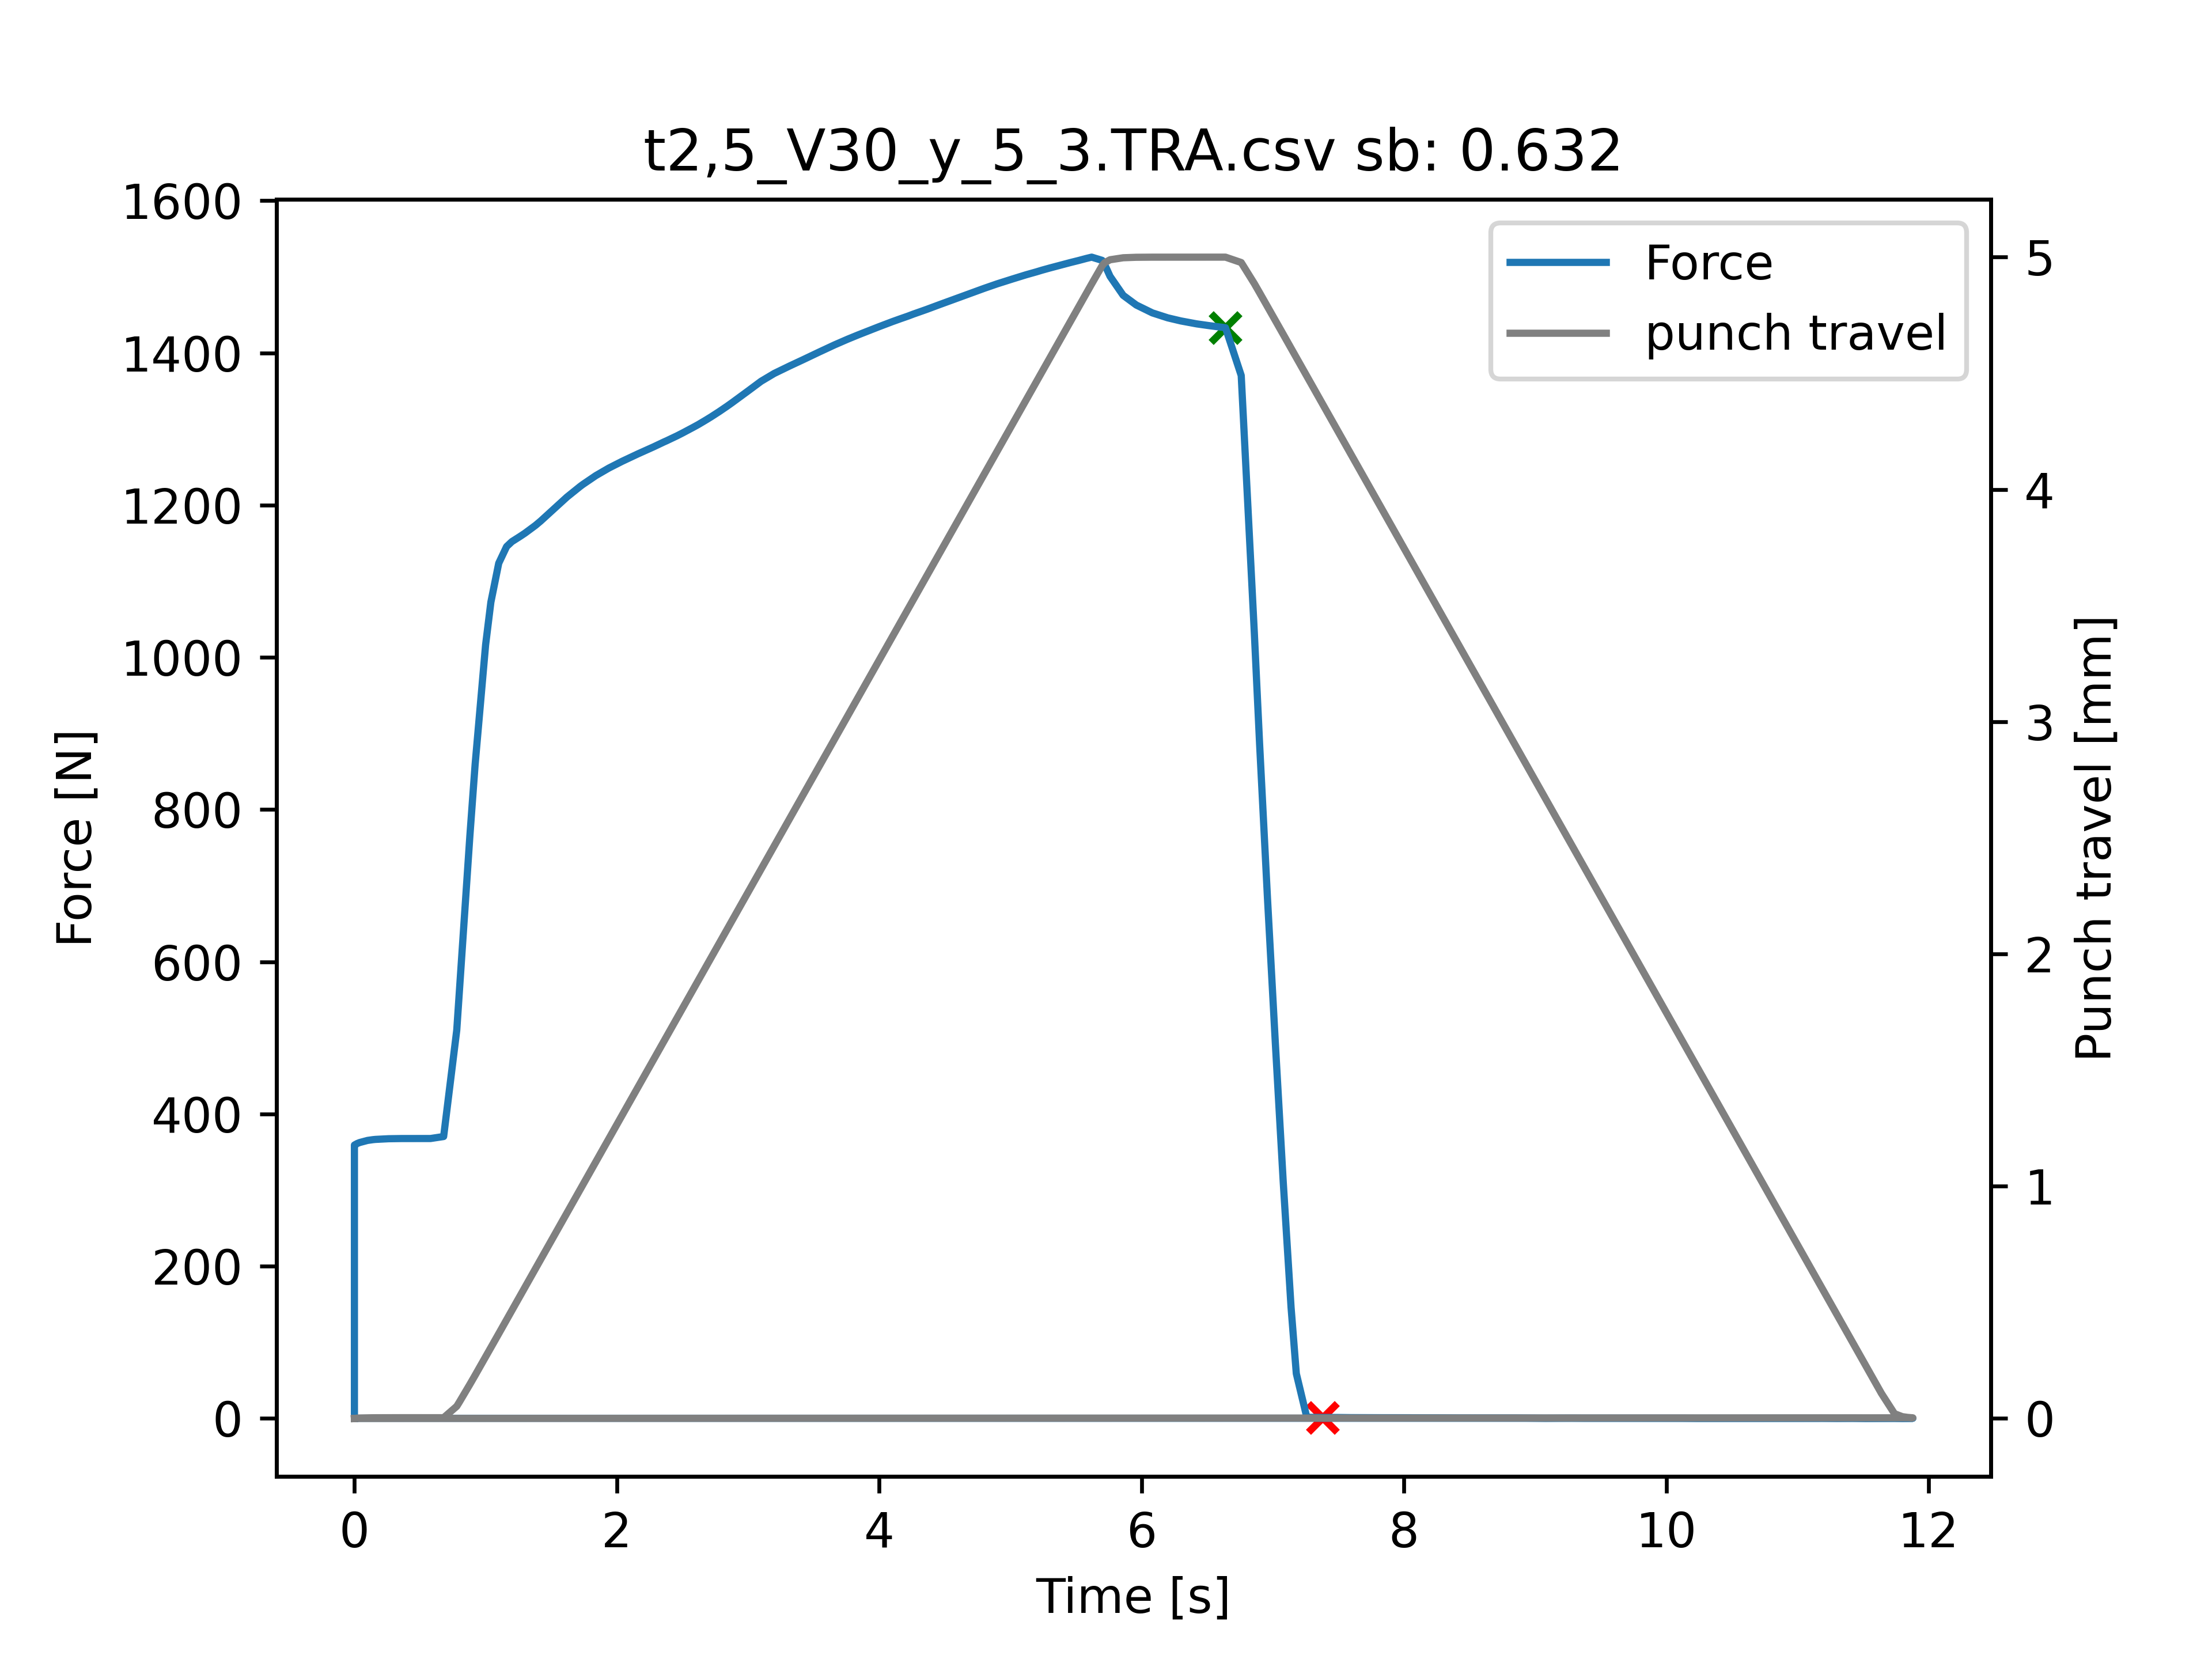 t2,5_V30_y_5_3.TRA.csv sb: 0.632
Force
punch travel
1600
1400
1200
1000
800
600
400
200
0
Force [N]
5
4
3
2
1
0
Punch travel [mm]
0 2 4 6 8 10 12
Time [s]